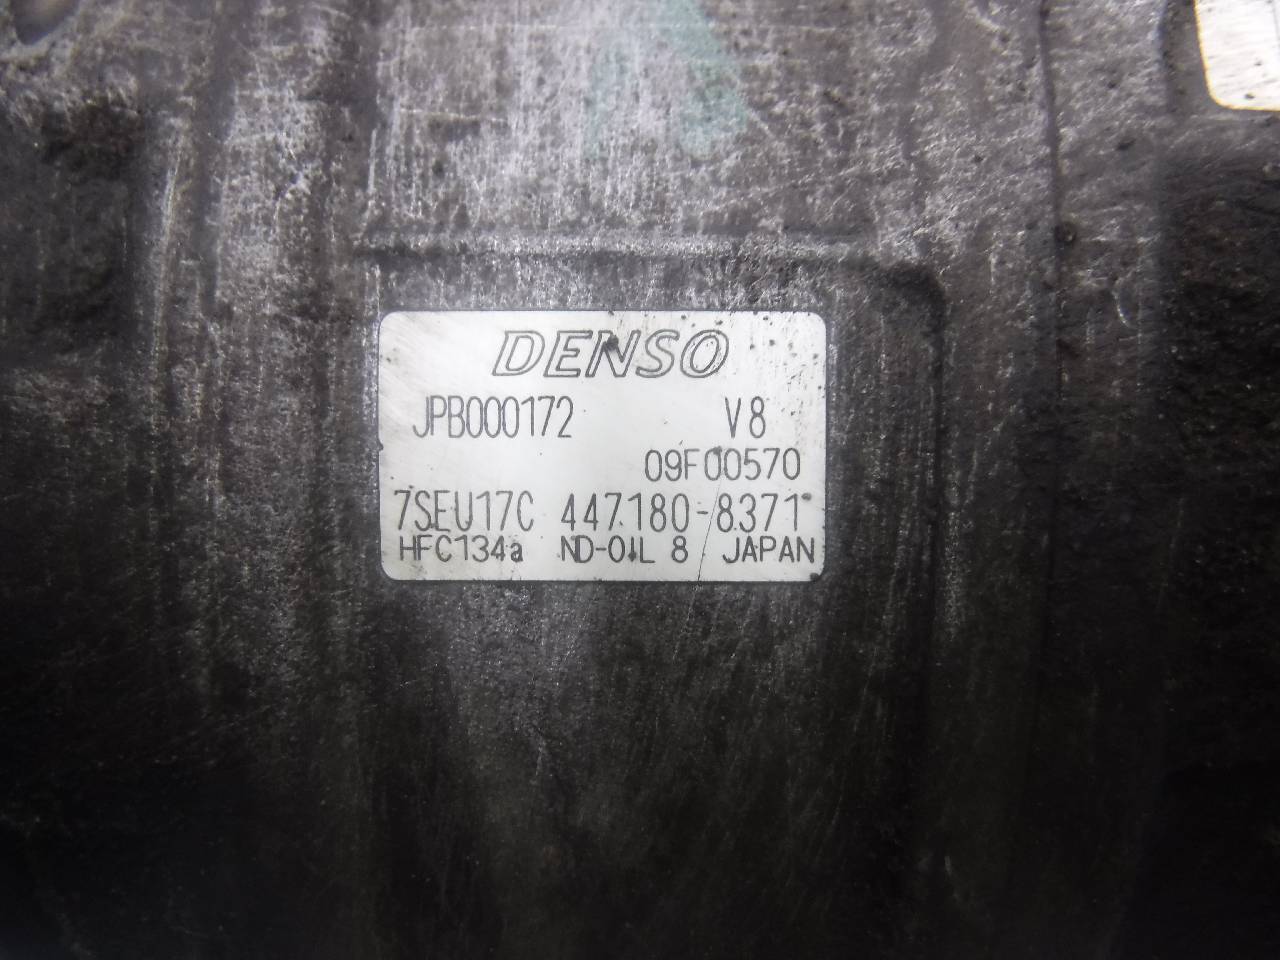 DENSO
JPB000172 V8
09F00570
7SEU17C 447180-8371
HFC134a ND-OIL 8 JAPAN